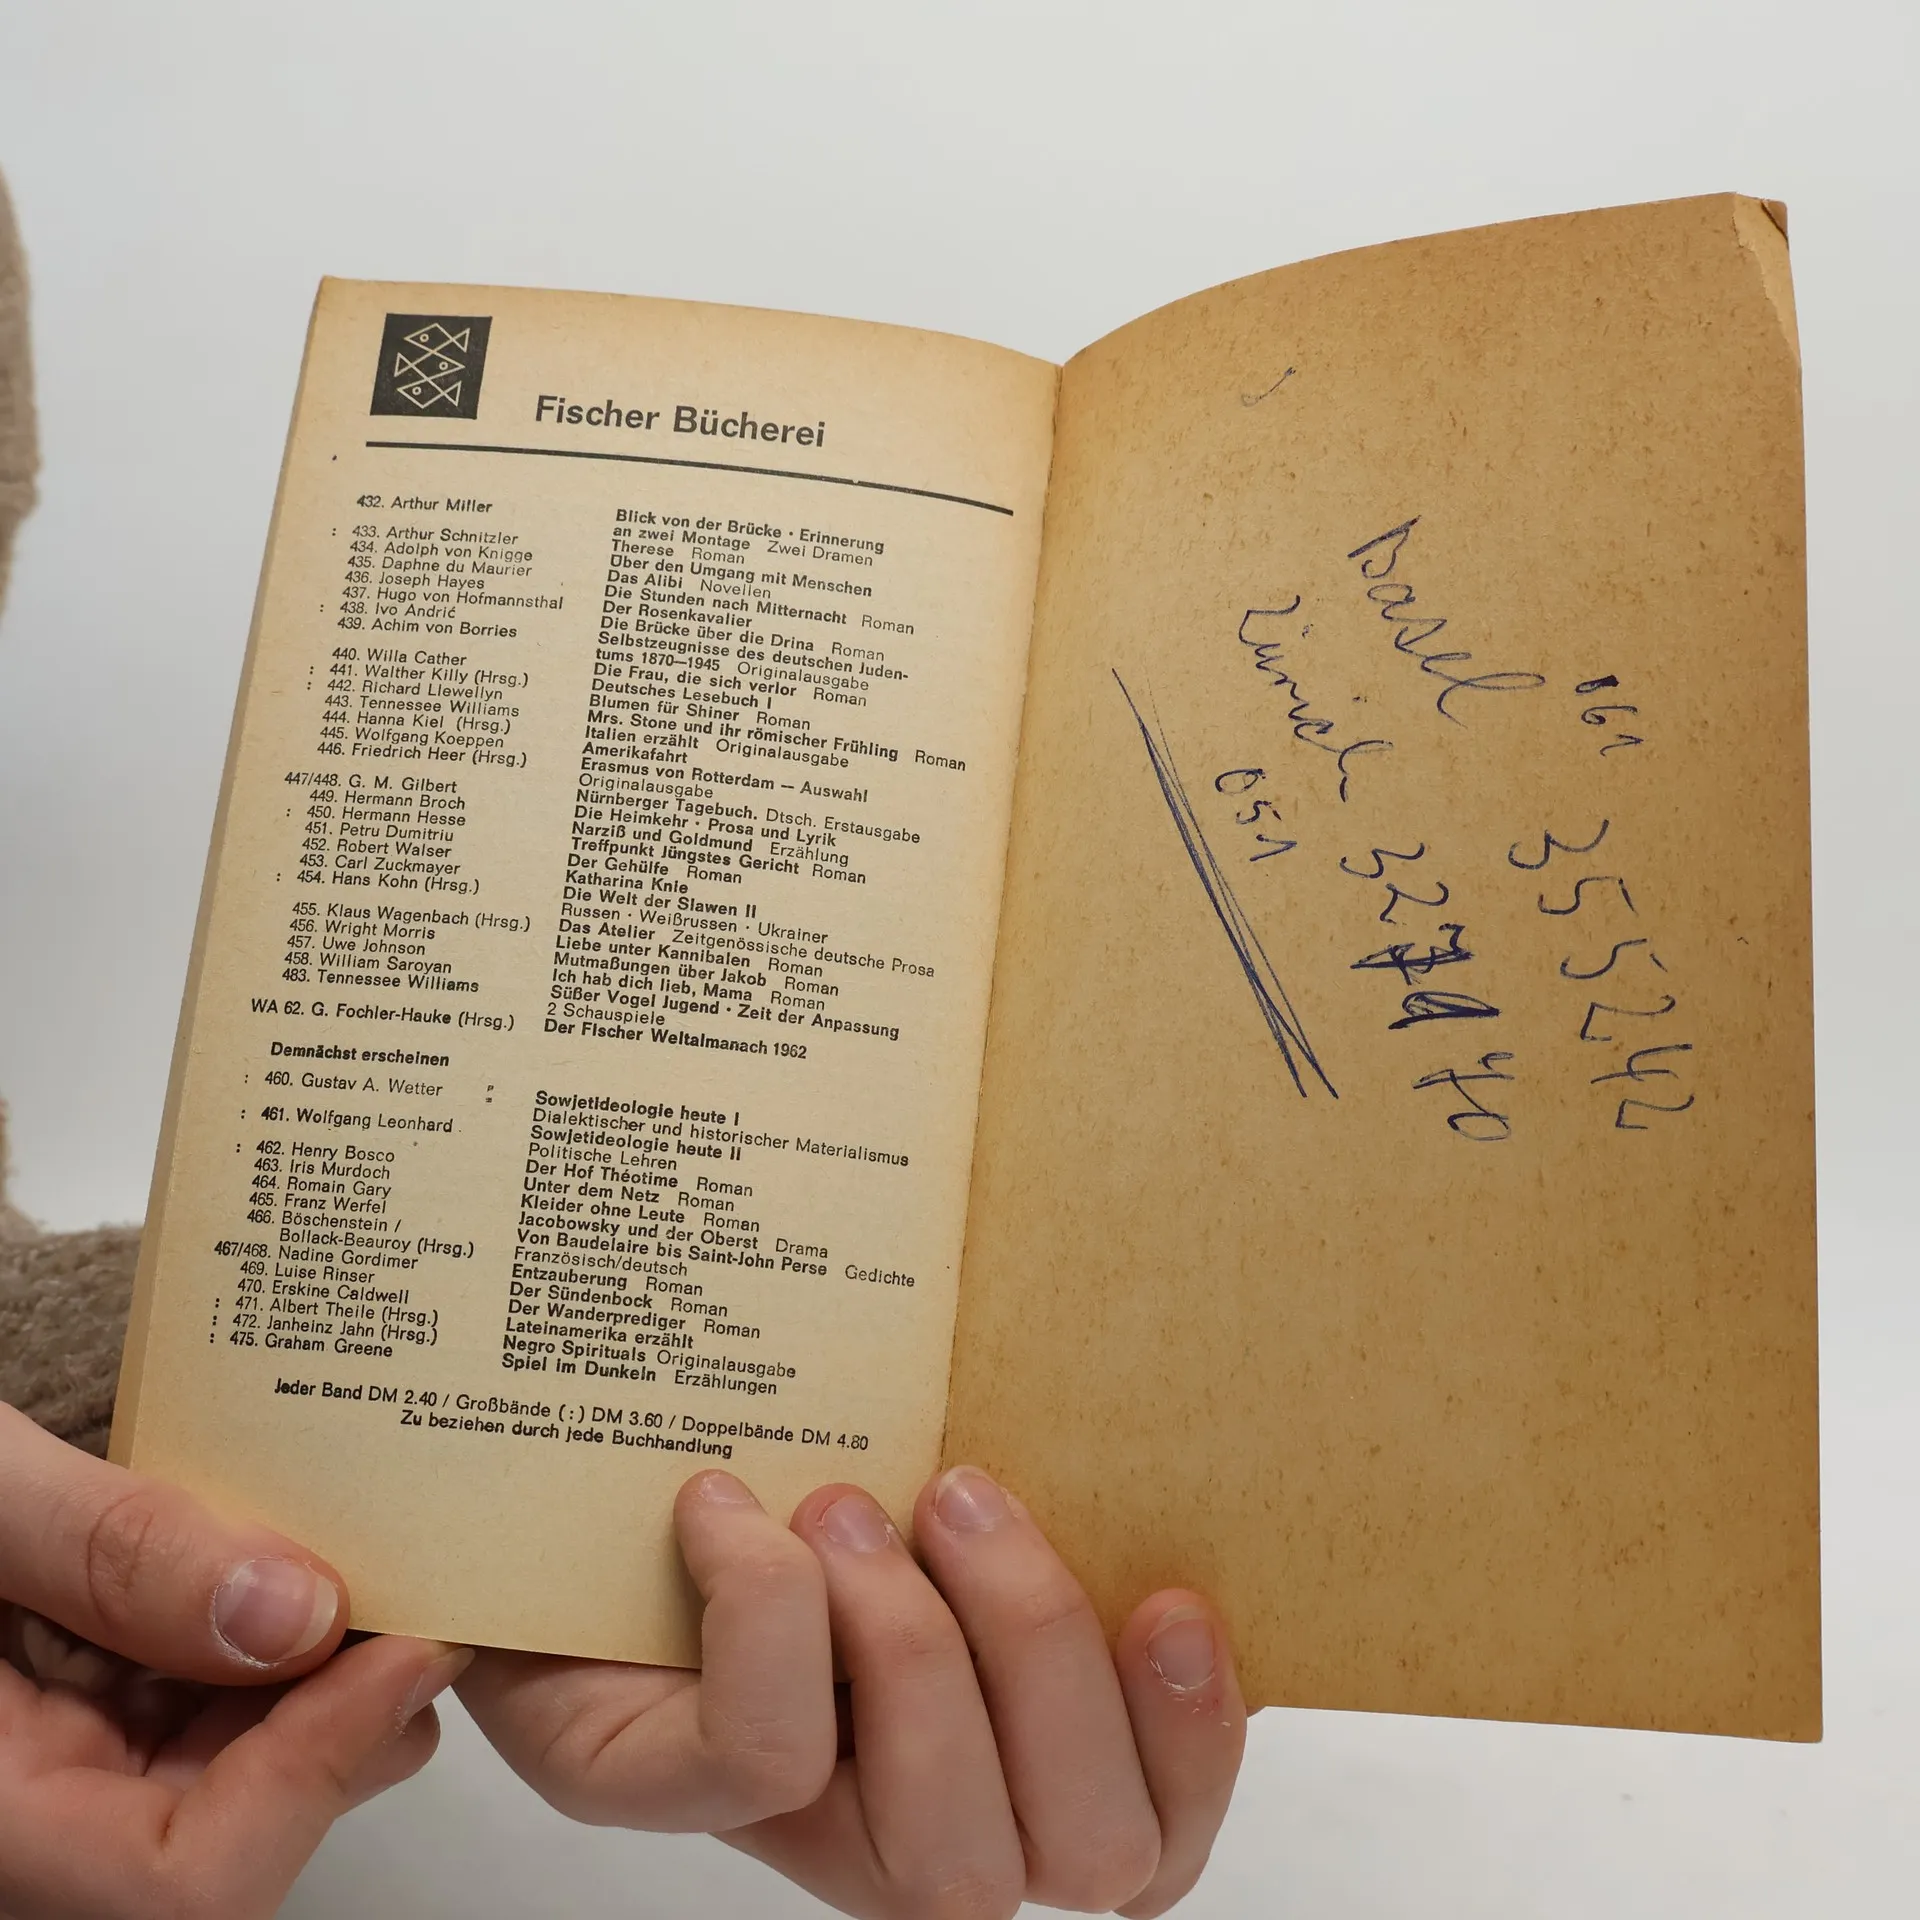 Fischer Bücherei
432. Arthur Miller Blick von der Brücke · Erinnerung
an zwei Montage Zwei Dramen
: 433. Arthur Schnitzler Therese Roman
434. Adolph von Knigge Über den Umgang mit Menschen
435. Daphne du Maurier Das Alibi Novellen
436. Joseph Hayes Die Stunden nach Mitternacht Roman
437. Hugo von Hofmannsthal Der Rosenkavalier
: 438. Ivo Andrić Die Brücke über die Drina Roman
439. Achim von Borries Selbstzeugnisse des deutschen Juden-
tums 1870—1945 Originalausgabe
440. Willa Cather Die Frau, die sich verlor Roman
: 441. Walther Killy (Hrsg.) Deutsches Lesebuch I
: 442. Richard Llewellyn Blumen für Shiner Roman
443. Tennessee Williams Mrs. Stone und ihr römischer Frühling Roman
444. Hanna Kiel (Hrsg.) Italien erzählt Originalausgabe
445. Wolfgang Koeppen Amerikafahrt
446. Friedrich Heer (Hrsg.) Erasmus von Rotterdam — Auswahl
Originalausgabe
447/448. G. M. Gilbert Nürnberger Tagebuch. Dtsch. Erstausgabe
449. Hermann Broch Die Heimkehr · Prosa und Lyrik
: 450. Hermann Hesse Narziß und Goldmund Erzählung
451. Petru Dumitriu Treffpunkt Jüngstes Gericht Roman
452. Robert Walser Der Gehülfe Roman
453. Carl Zuckmayer Katharina Knie
: 454. Hans Kohn (Hrsg.) Die Welt der Slawen II
Russen · Weißrussen · Ukrainer
455. Klaus Wagenbach (Hrsg.) Das Atelier Zeitgenössische deutsche Prosa
456. Wright Morris Liebe unter Kannibalen Roman
457. Uwe Johnson Mutmaßungen über Jakob Roman
458. William Saroyan Ich hab dich lieb, Mama Roman
483. Tennessee Williams Süßer Vogel Jugend · Zeit der Anpassung
2 Schauspiele
WA 62. G. Fochler-Hauke (Hrsg.) Der Fischer Weltalmanach 1962
Demnächst erscheinen
: 460. Gustav A. Wetter Sowjetideologie heute I
Dialektischer und historischer Materialismus
: 461. Wolfgang Leonhard Sowjetideologie heute II
Politische Lehren
: 462. Henry Bosco Der Hof Théotime Roman
463. Iris Murdoch Unter dem Netz Roman
464. Romain Gary Kleider ohne Leute Roman
465. Franz Werfel Jacobowsky und der Oberst Drama
466. Böschenstein / Von Baudelaire bis Saint-John Perse Gedichte
Bollack-Beauroy (Hrsg.) Französisch/deutsch
467/468. Nadine Gordimer Entzauberung Roman
469. Luise Rinser Der Sündenbock Roman
470. Erskine Caldwell Der Wanderprediger Roman
: 471. Albert Theile (Hrsg.) Lateinamerika erzählt
: 472. Janheinz Jahn (Hrsg.) Negro Spirituals Originalausgabe
: 475. Graham Greene Spiel im Dunkeln Erzählungen
Jeder Band DM 2.40 / Großbände (:) DM 3.60 / Doppelbände DM 4.80
Zu beziehen durch jede Buchhandlung
061
Basel 35 52 42
Zürich 32 40
051